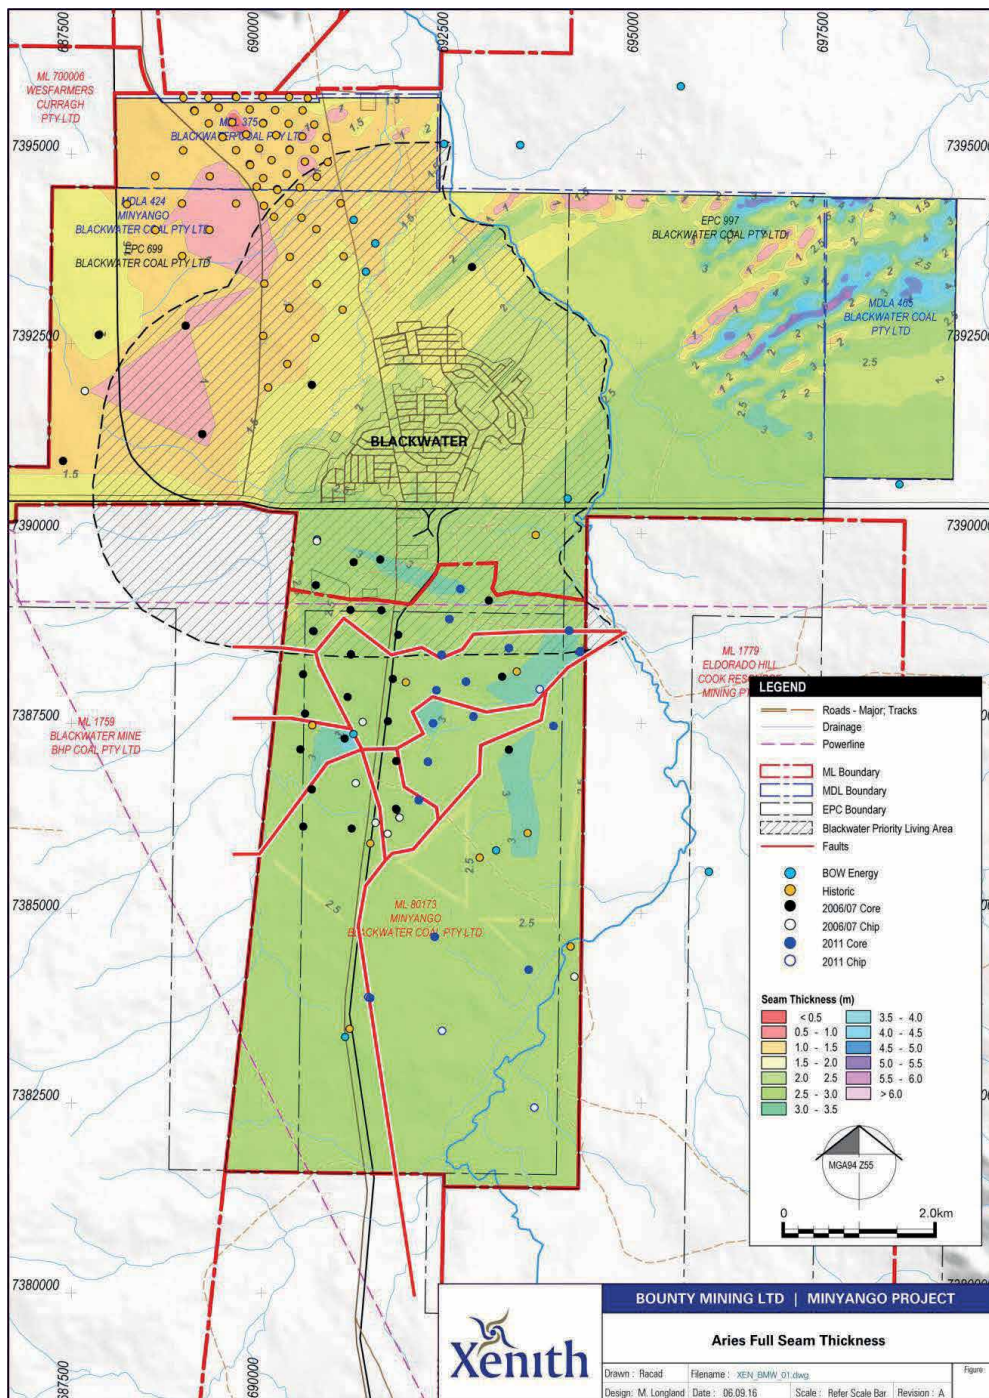 687500
690000
692500
695000
697500
ML 700006
WESFARMERS
CURRAGH
PTY LTD
BLACKWATER COAL PTY LTD
7395000
7395000
MDLA 424
MINYANGO
BLACKWATER COAL PTY LTD
EPC 699
BLACKWATER COAL PTY LTD
EPC 997
BLACKWATER COAL PTY LTD
MDLA 465
BLACKWATER COAL
PTY LTD
7392500
7392500
BLACKWATER
7390000
7390000
ML 1779
ELDORADO HILL
ML 1759
BLACKWATER MINE
BHP COAL PTY LTD
7387500
7385000
ML 80173
MINYANGO
BLACKWATER COAL PTY LTD
7382500
7380000
687500
690000
LEGEND
Roads - Major; Tracks
Drainage
Powerline
ML Boundary
MDL Boundary
EPC Boundary
Blackwater Priority Living Area
Faults
BOW Energy
Historic
2006/07 Core
2006/07 Chip
2011 Core
2011 Chip
Seam Thickness (m)
< 0.5
0.5 - 1.0
1.0 - 1.5
1.5 - 2.0
2.0 2.5
2.5 - 3.0
3.0 - 3.5
3.5 - 4.0
4.0 - 4.5
4.5 - 5.0
5.0 - 5.5
5.5 - 6.0
> 6.0
MGA94 Z55
0 2.0km
Xenith
BOUNTY MINING LTD | MINYANGO PROJECT
Aries Full Seam Thickness
Drawn : Racad Filename : XEN_BMW_01.dwg Figure:
Design: M. Longland Date : 06.09.16 Scale : Refer Scale Bar Revision : A